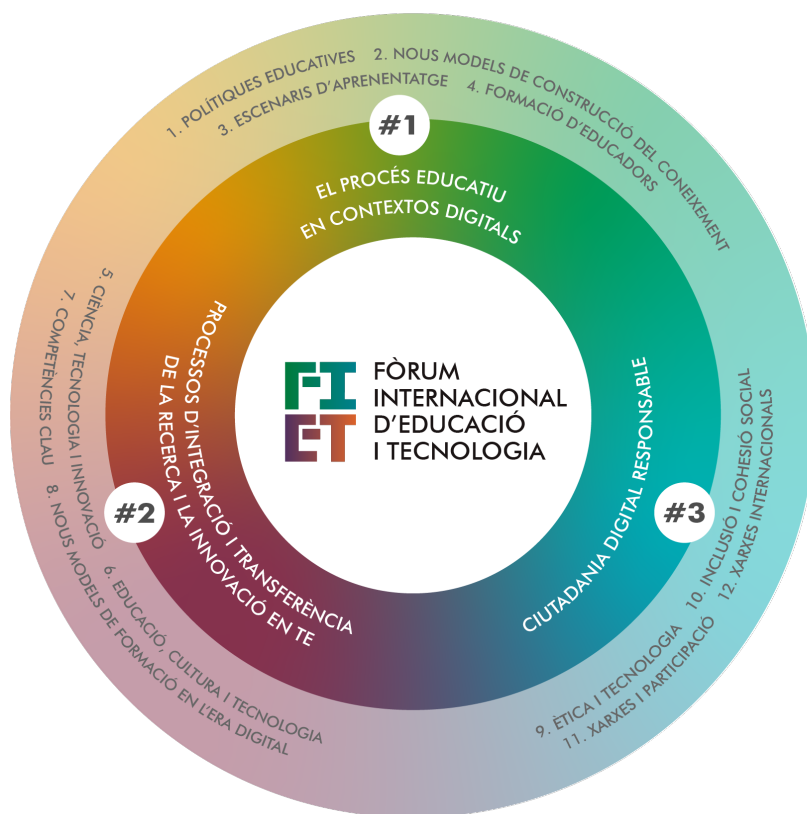 1. POLÍTIQUES EDUCATIVES
2. NOUS MODELS DE CONSTRUCCIÓ DEL CONEIXEMENT
3. ESCENARIS D'APRENENTATGE
4. FORMACIÓ D'EDUCADORS
#1
EL PROCÉS EDUCATIU
EN CONTEXTOS DIGITALS
5. CIÈNCIA, TECNOLOGIA I INNOVACIÓ
6. EDUCACIÓ, CULTURA I TECNOLOGIA
7. COMPETÈNCIES CLAU
8. NOUS MODELS DE FORMACIÓ EN L'ERA DIGITAL
#2
PROCESSOS D'INTEGRACIÓ I TRANSFERÈNCIA
DE LA RECERCA I LA INNOVACIÓ EN TE
FI
ET
FÒRUM
INTERNACIONAL
D'EDUCACIÓ
I TECNOLOGIA
CIUTADANIA DIGITAL RESPONSABLE
#3
9. ÈTICA I TECNOLOGIA
10. INCLUSIÓ I COHESIÓ SOCIAL
11. XARXES I PARTICIPACIÓ
12. XARXES INTERNACIONALS